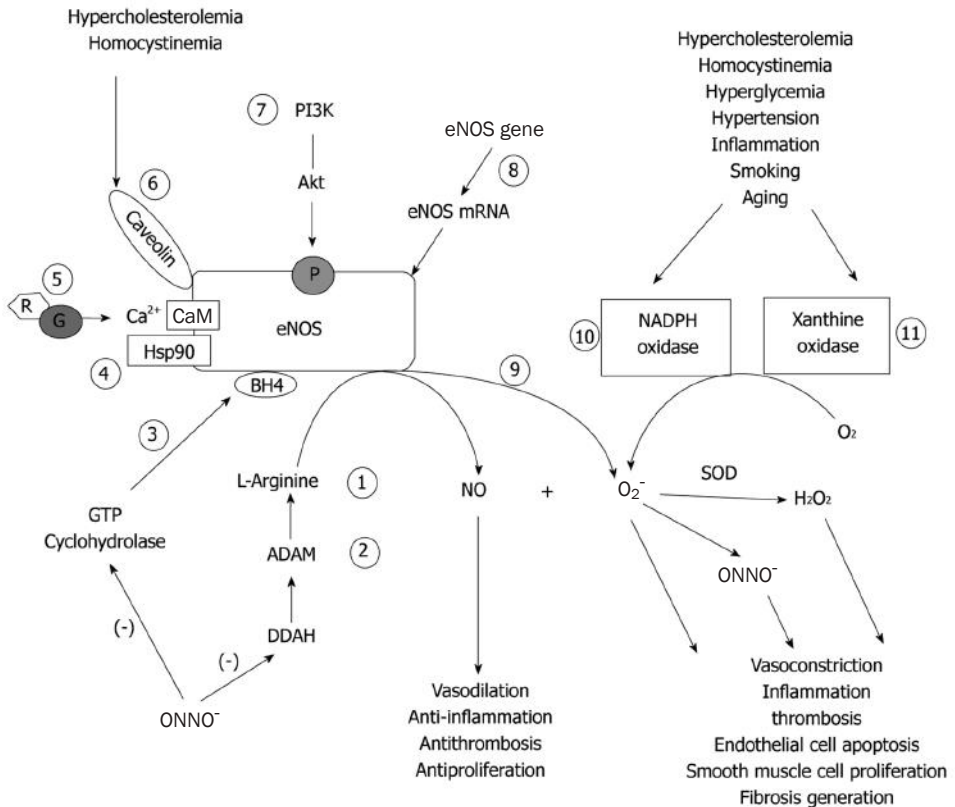 Hypercholesterolemia
Homocystinemia
Hypercholesterolemia
Homocystinemia
Hyperglycemia
Hypertension
Inflammation
Smoking
Aging
7 PI3K
eNOS gene
8
Akt
eNOS mRNA
6
Caveolin
P
5
R
G
Ca2+
CaM
eNOS
Hsp90
4
BH4
10
NADPH
oxidase
Xanthine
oxidase
11
9
3
O2
L-Arginine 1
NO + O2-
SOD
H2O2
GTP
Cyclohydrolase
ADAM 2
ONNO-
DDAH
(-)
(-)
ONNO-
Vasodilation
Anti-inflammation
Antithrombosis
Antiproliferation
Vasoconstriction
Inflammation
thrombosis
Endothelial cell apoptosis
Smooth muscle cell proliferation
Fibrosis generation